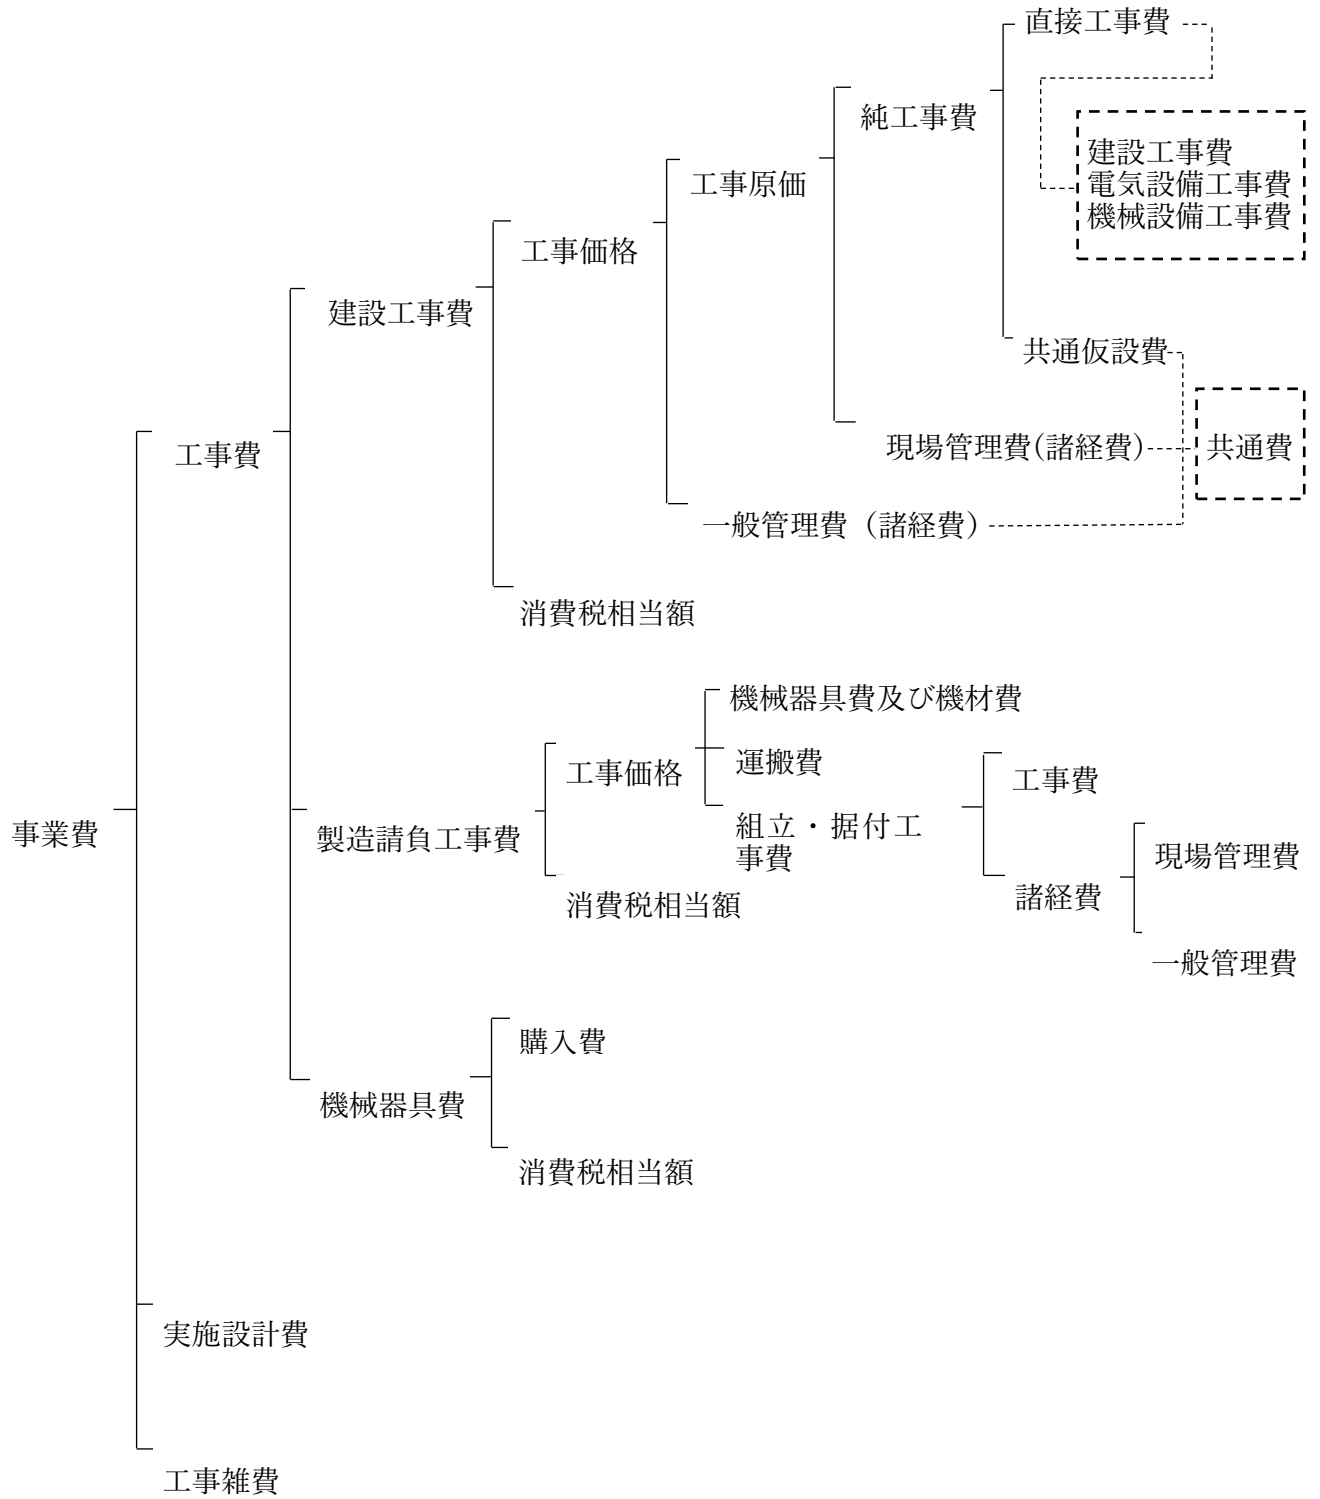 直接工事費
純工事費
建設工事費
電気設備工事費
機械設備工事費
工事原価
工事価格
建設工事費
共通仮設費
工事費
現場管理費(諸経費)
共通費
一般管理費（諸経費）
消費税相当額
機械器具費及び機材費
運搬費
工事価格
工事費
組立・据付工
事費
事業費
製造請負工事費
現場管理費
諸経費
消費税相当額
一般管理費
購入費
機械器具費
消費税相当額
実施設計費
工事雑費